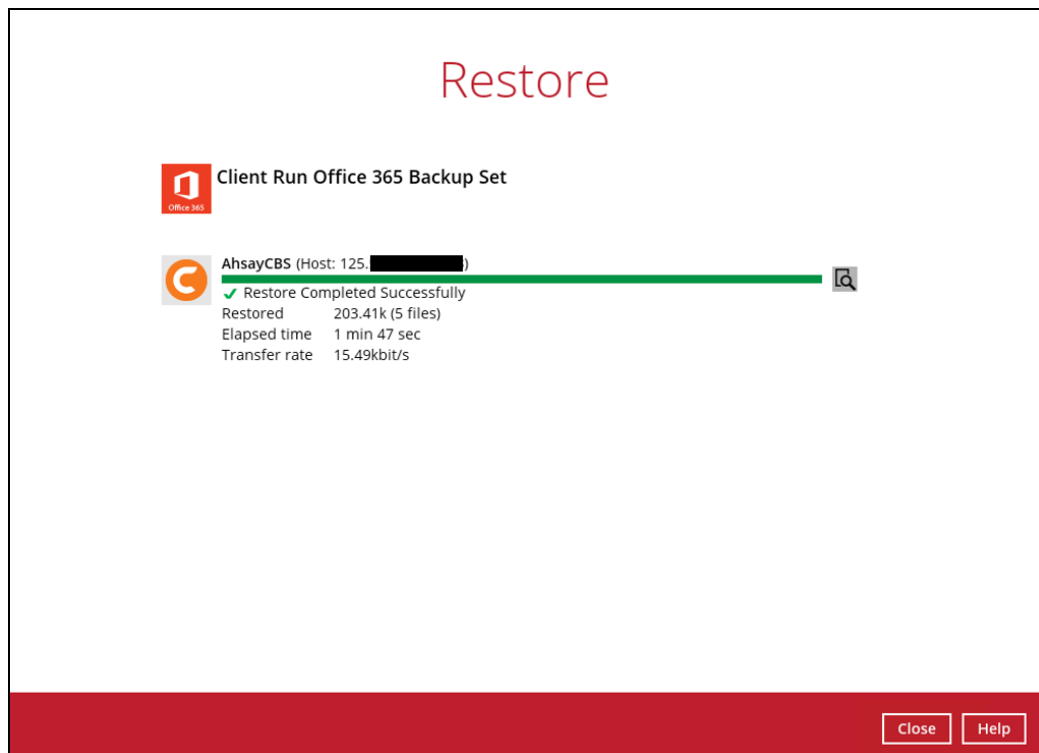 Restore
Client Run Office 365 Backup Set
Office 365
AhsayCBS (Host: 125. )
Restore Completed Successfully
Restored 203.41k (5 files)
Elapsed time 1 min 47 sec
Transfer rate 15.49kbit/s
Close Help